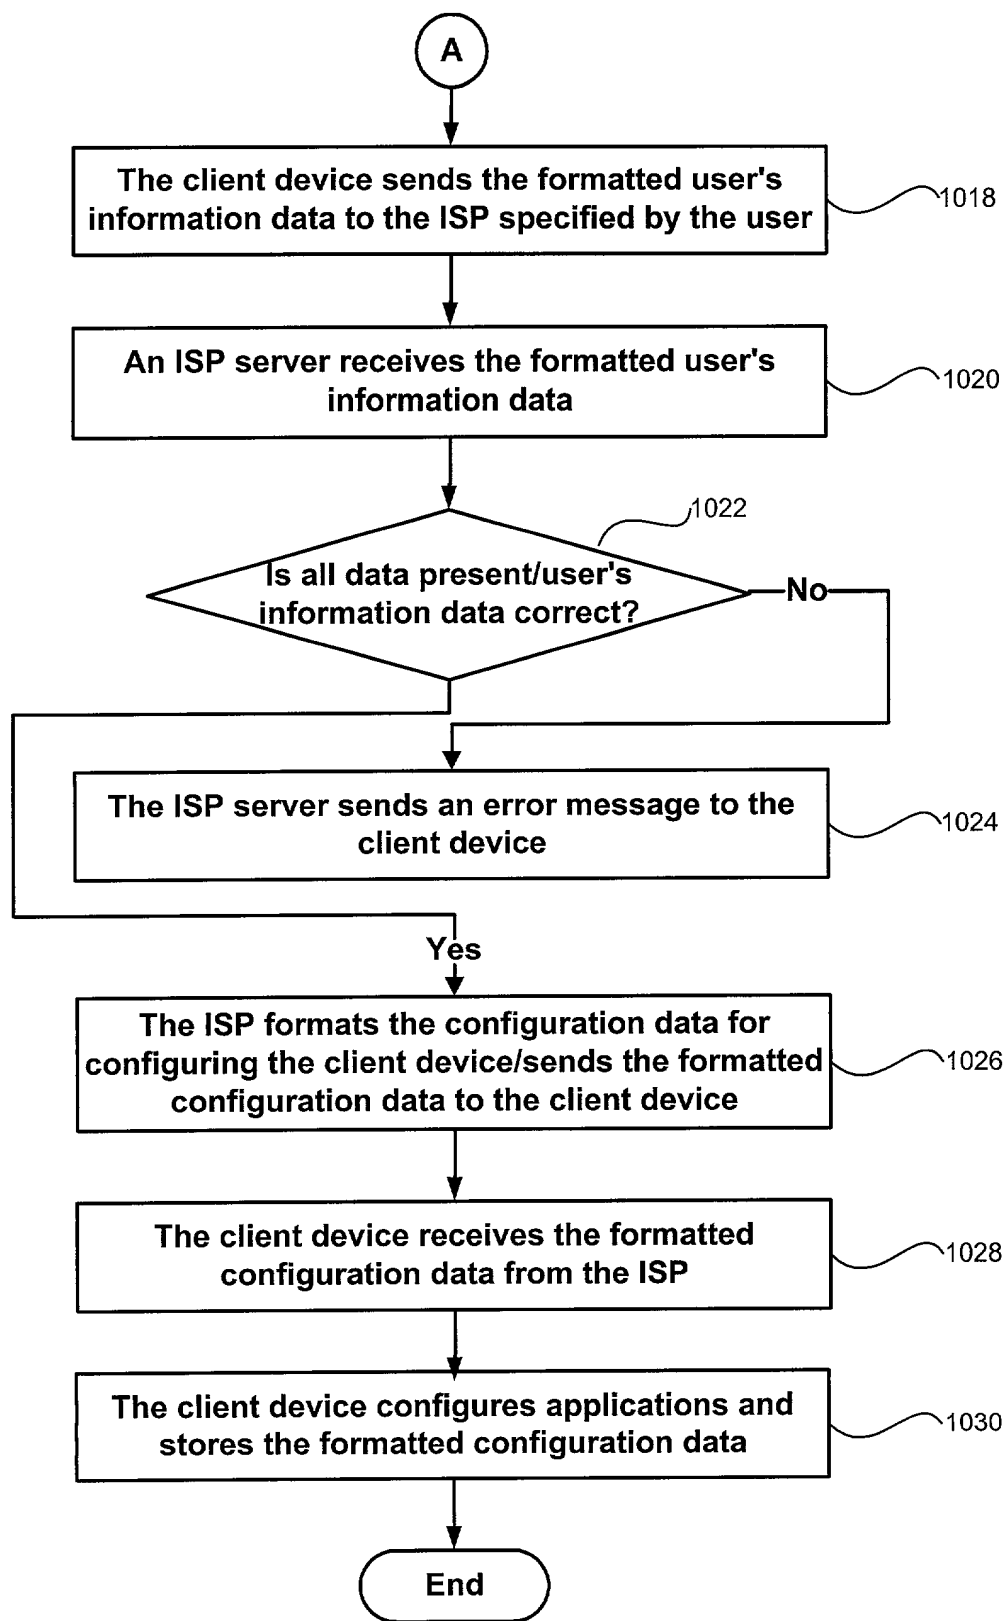 A
The client device sends the formatted user's
information data to the ISP specified by the user
1018
An ISP server receives the formatted user's
information data
1020
1022
Is all data present/user's
information data correct?
No
The ISP server sends an error message to the
client device
1024
Yes
The ISP formats the configuration data for
configuring the client device/sends the formatted
configuration data to the client device
1026
The client device receives the formatted
configuration data from the ISP
1028
The client device configures applications and
stores the formatted configuration data
1030
End